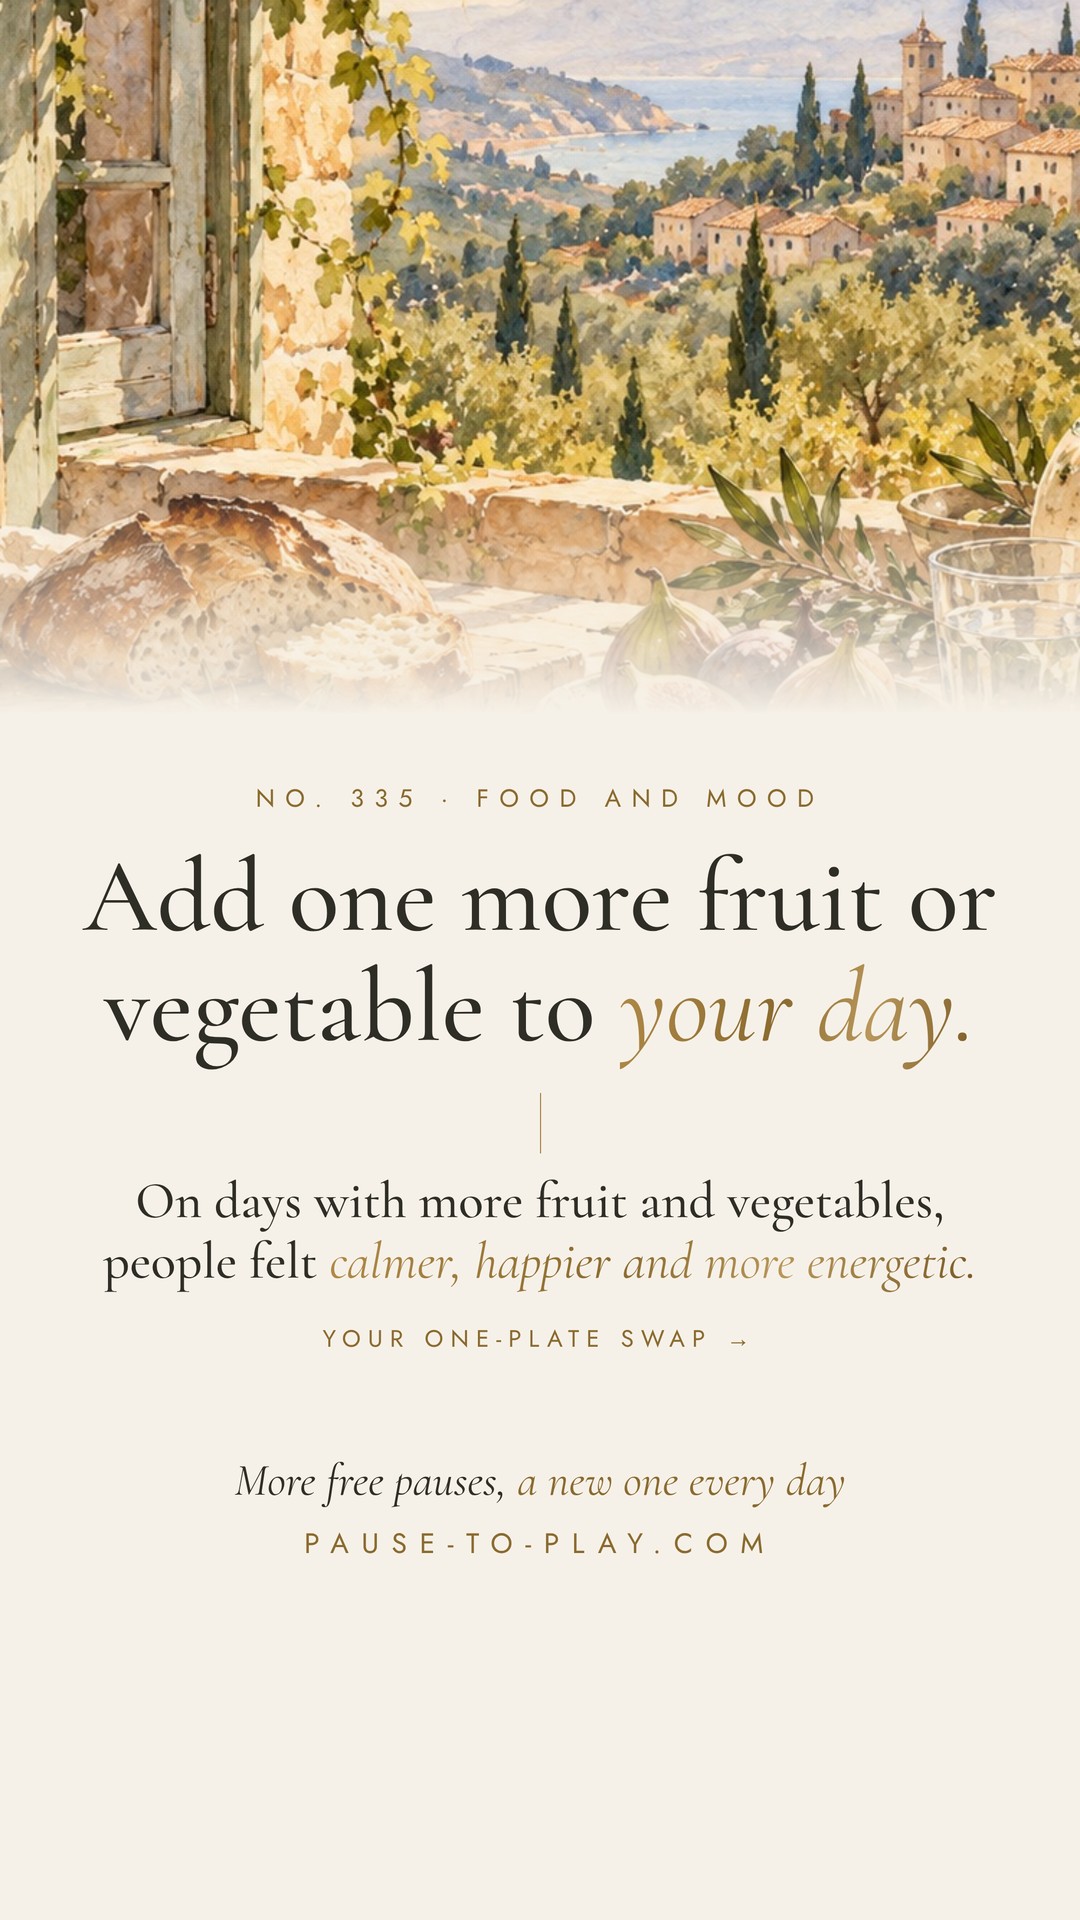 NO. 335 · FOOD AND MOOD
Add one more fruit or
vegetable to your day.
On days with more fruit and vegetables,
people felt calmer, happier and more energetic.
YOUR ONE-PLATE SWAP →
More free pauses, a new one every day
PAUSE-TO-PLAY.COM